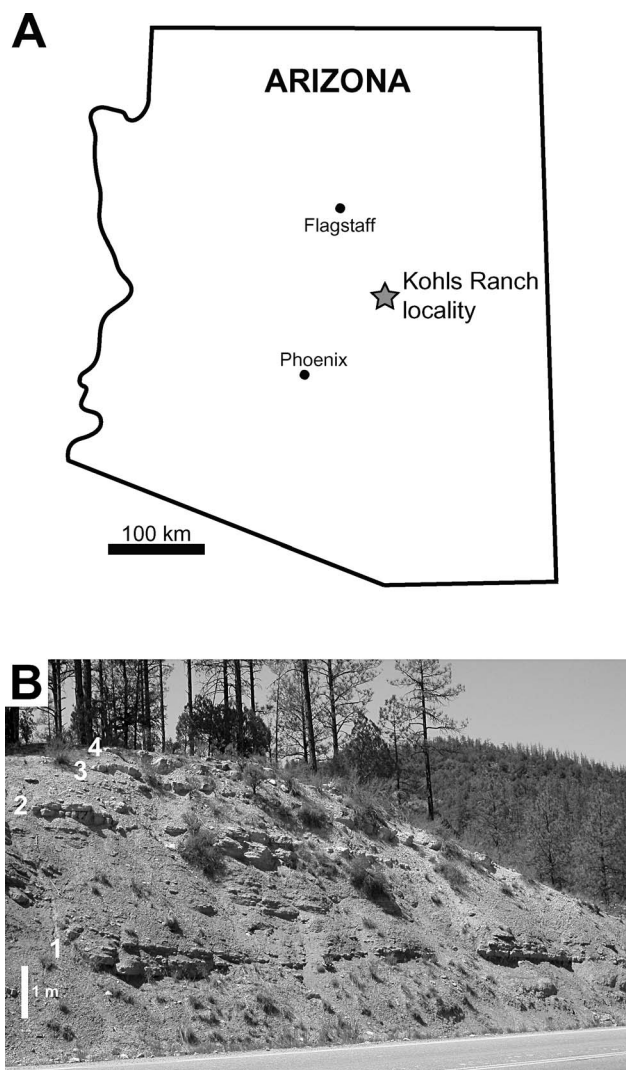 A
ARIZONA
Flagstaff
Kohls Ranch
locality
Phoenix
100 km
B
4
3
2
1
1 m